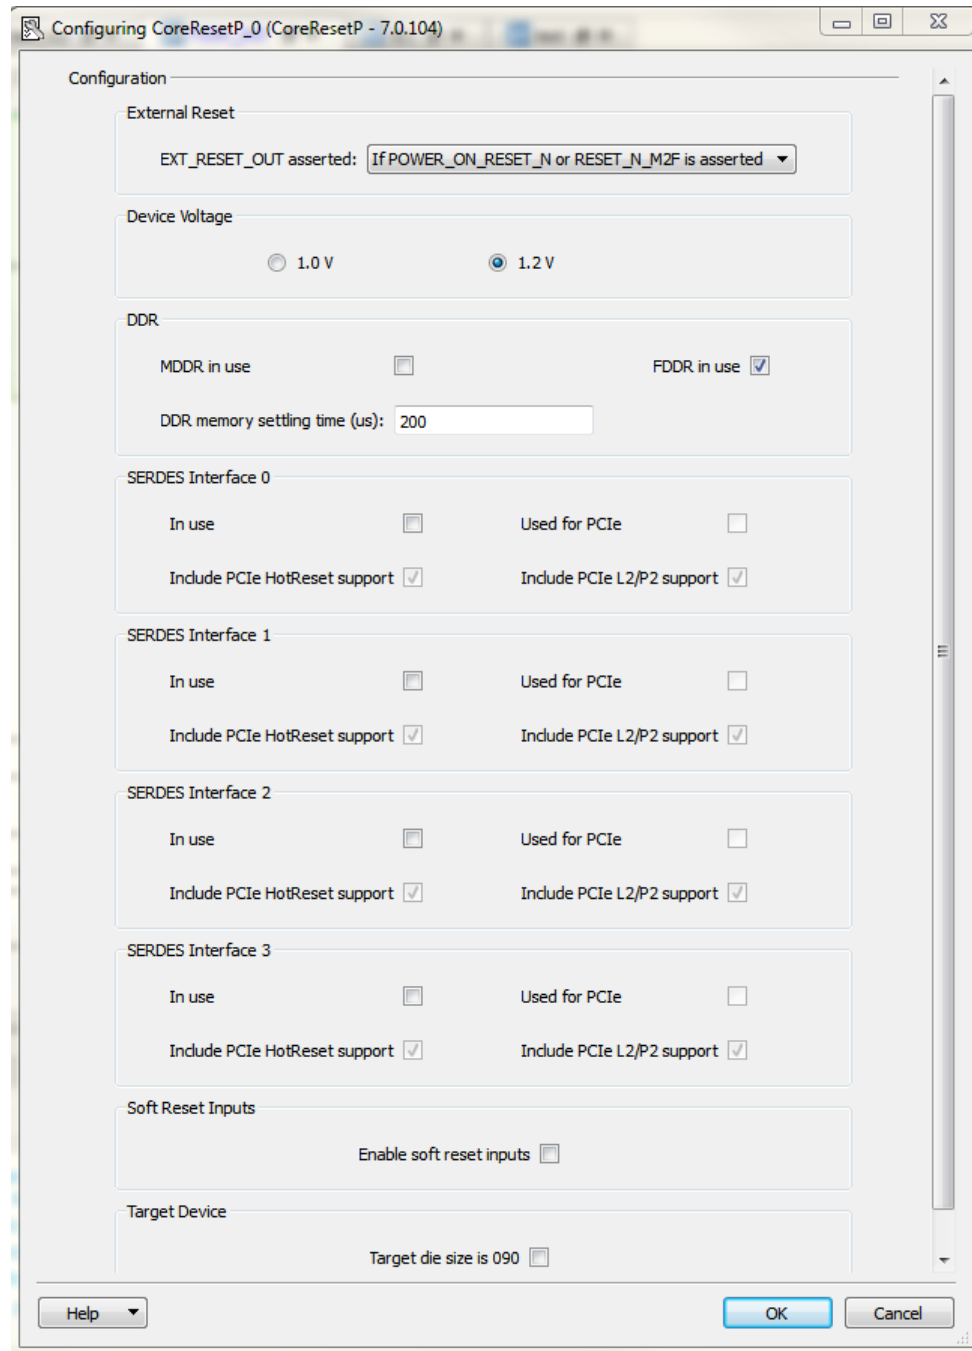 Configuring CoreResetP_0 (CoreResetP - 7.0.104)
Configuration
External Reset
EXT_RESET_OUT asserted: If POWER_ON_RESET_N or RESET_N_M2F is asserted
Device Voltage
1.0 V 1.2 V
DDR
MDDR in use FDDR in use
DDR memory settling time (us): 200
SERDES Interface 0
In use Used for PCIe
Include PCIe HotReset support Include PCIe L2/P2 support
SERDES Interface 1
In use Used for PCIe
Include PCIe HotReset support Include PCIe L2/P2 support
SERDES Interface 2
In use Used for PCIe
Include PCIe HotReset support Include PCIe L2/P2 support
SERDES Interface 3
In use Used for PCIe
Include PCIe HotReset support Include PCIe L2/P2 support
Soft Reset Inputs
Enable soft reset inputs
Target Device
Target die size is 090
Help OK Cancel